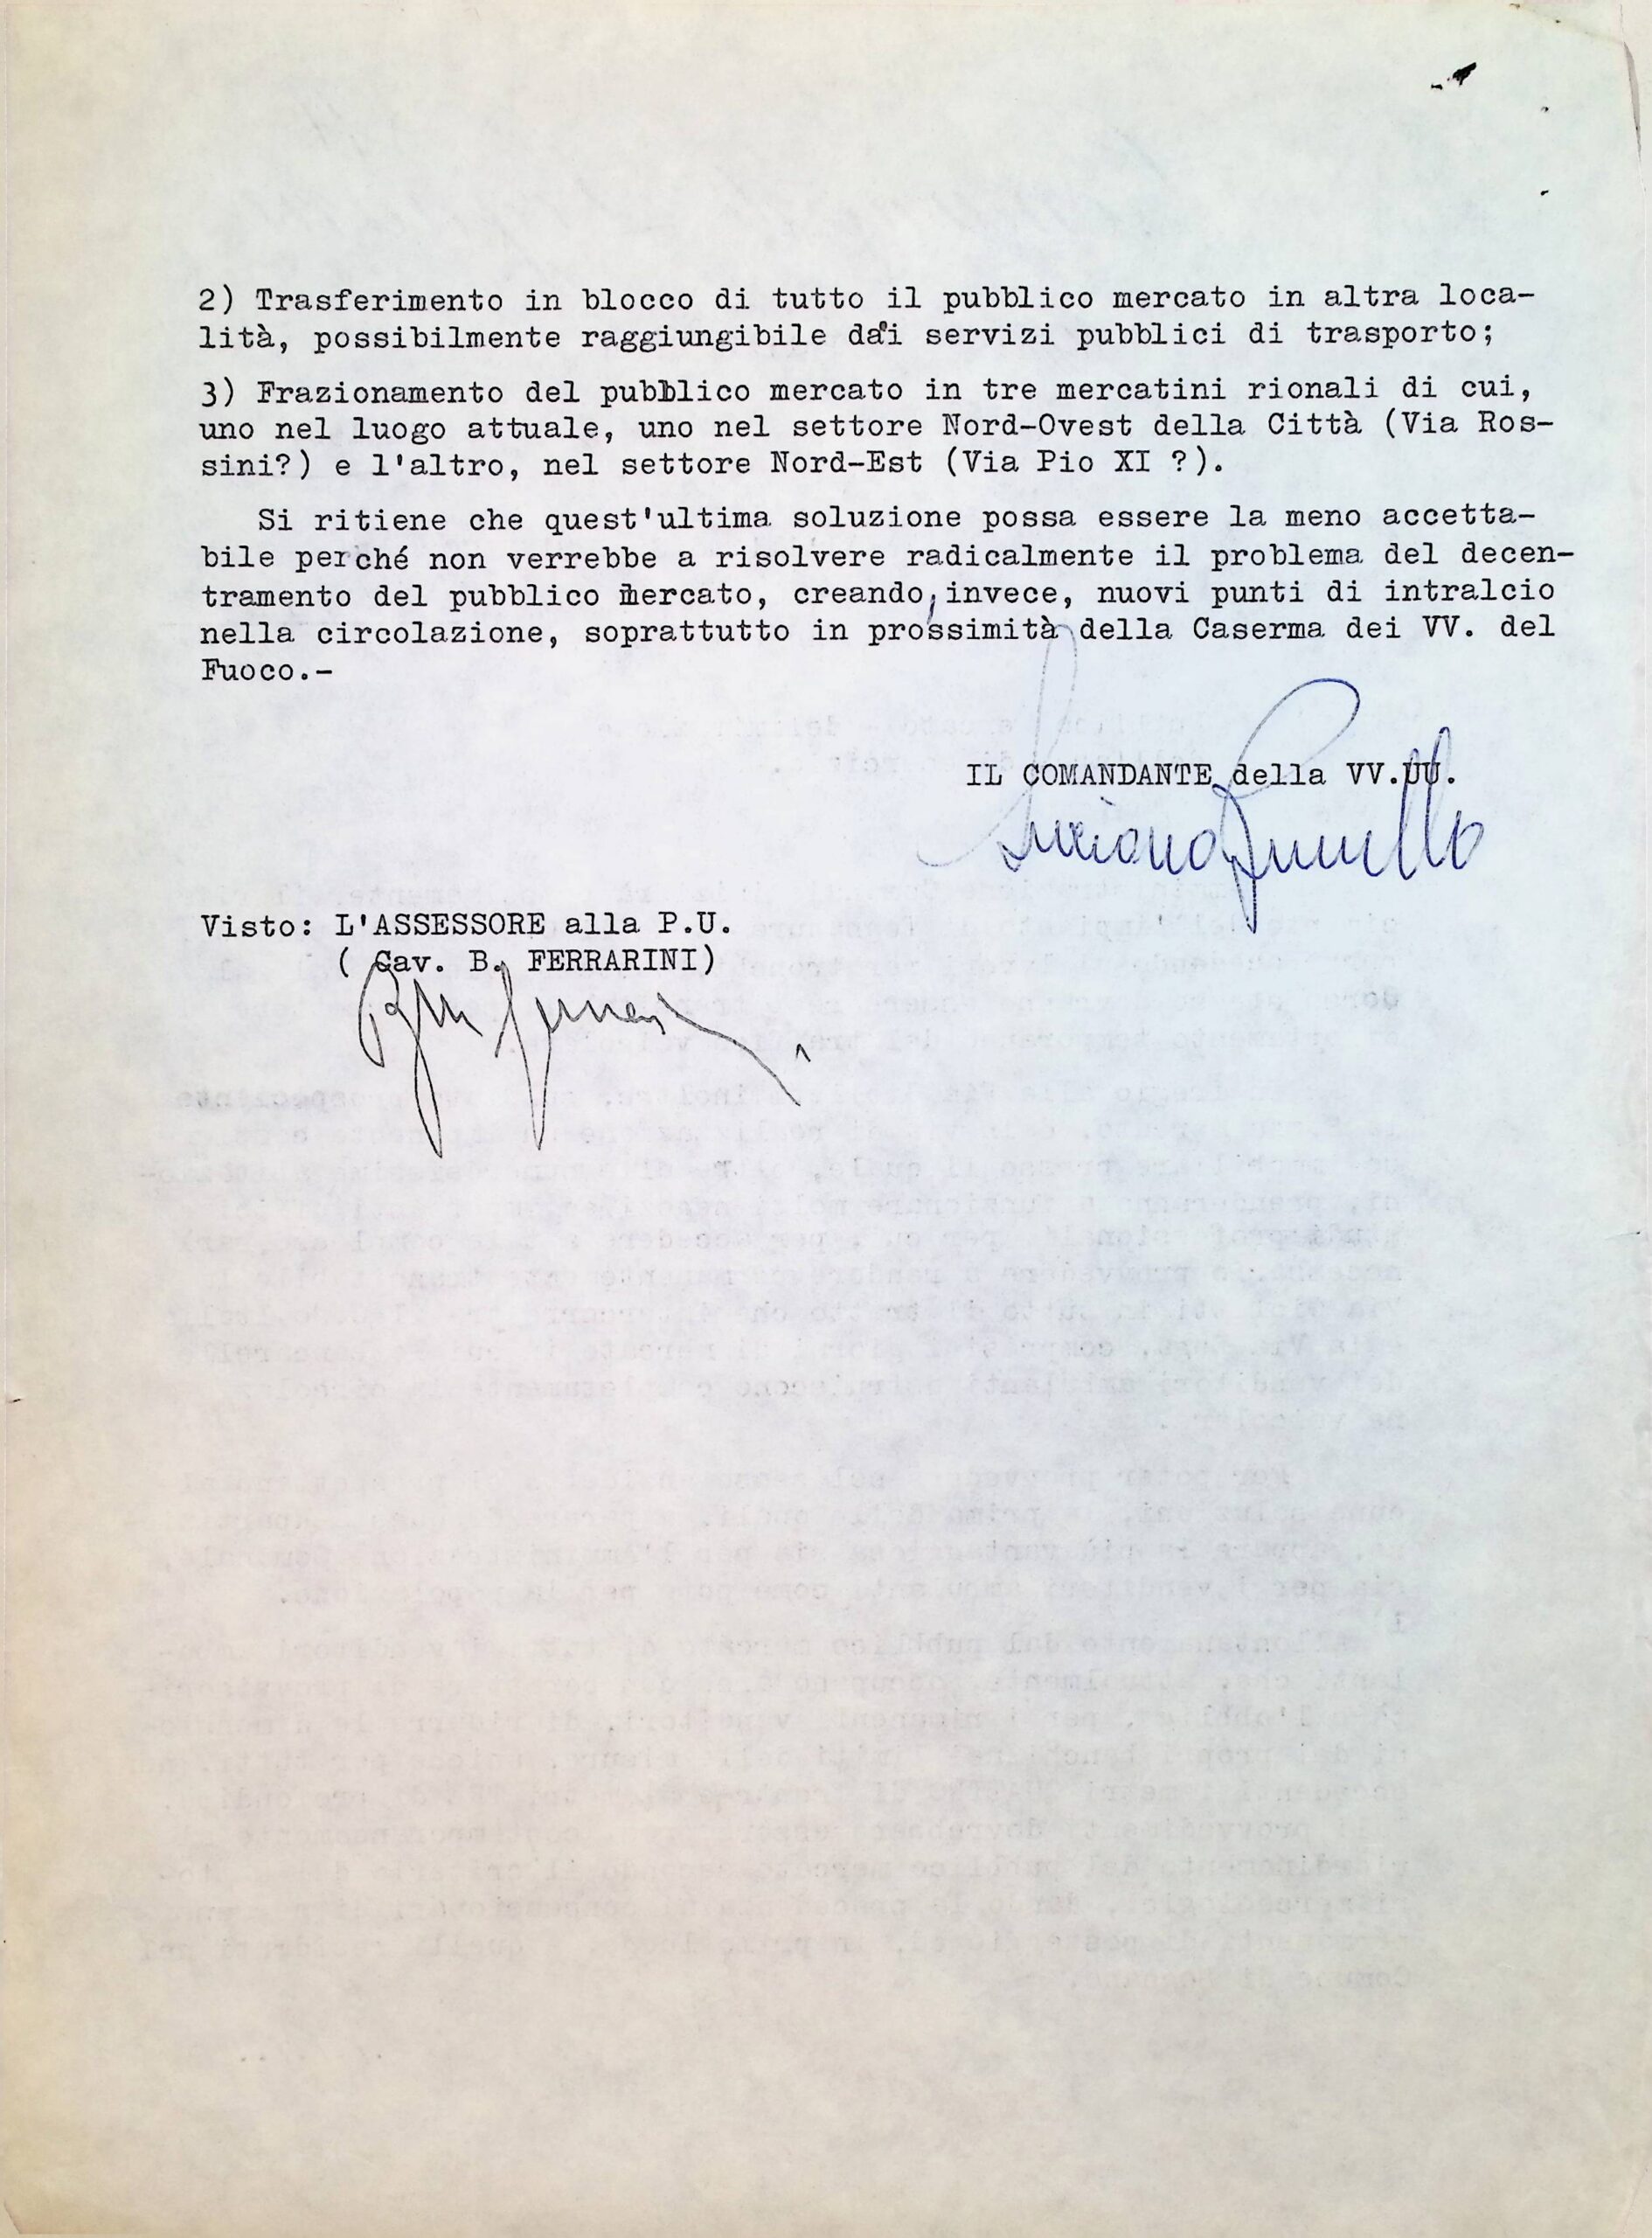 2) Trasferimento in blocco di tutto il pubblico mercato in altra loca-
lità, possibilmente raggiungibile dai servizi pubblici di trasporto;
3) Frazionamento del pubblico mercato in tre mercatini rionali di cui,
uno nel luogo attuale, uno nel settore Nord-Ovest della Città (Via Ros-
sini?) e l'altro, nel settore Nord-Est (Via Pio XI ?).
Si ritiene che quest'ultima soluzione possa essere la meno accetta-
bile perché non verrebbe a risolvere radicalmente il problema del decen-
tramento del pubblico mercato, creando, invece, nuovi punti di intralcio
nella circolazione, soprattutto in prossimità della Caserma dei VV. del
Fuoco.-
IL COMANDANTE della VV.UU.
Luciano
Visto: L'ASSESSORE alla P.U.
( Cav. B. FERRARINI)